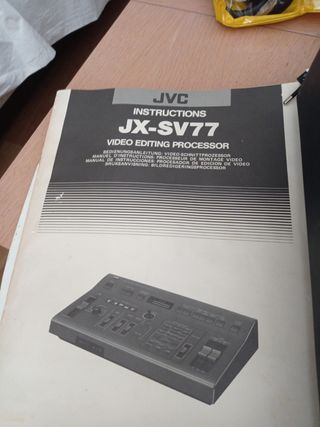 JVC
INSTRUCTIONS
JX-SV77
VIDEO EDITING PROCESSOR
BEDIENUNGSANLEITUNG: VIDEO-SCHNITTPROZESSOR
MANUEL D'INSTRUCTIONS: PROCESSEUR DE MONTAGE VIDEO
MANUAL DE INSTRUCCIONES: PROCESADOR DE EDICION DE VIDEO
BRUKSANVISNING: BILDREDIGERINGSPROCESSOR